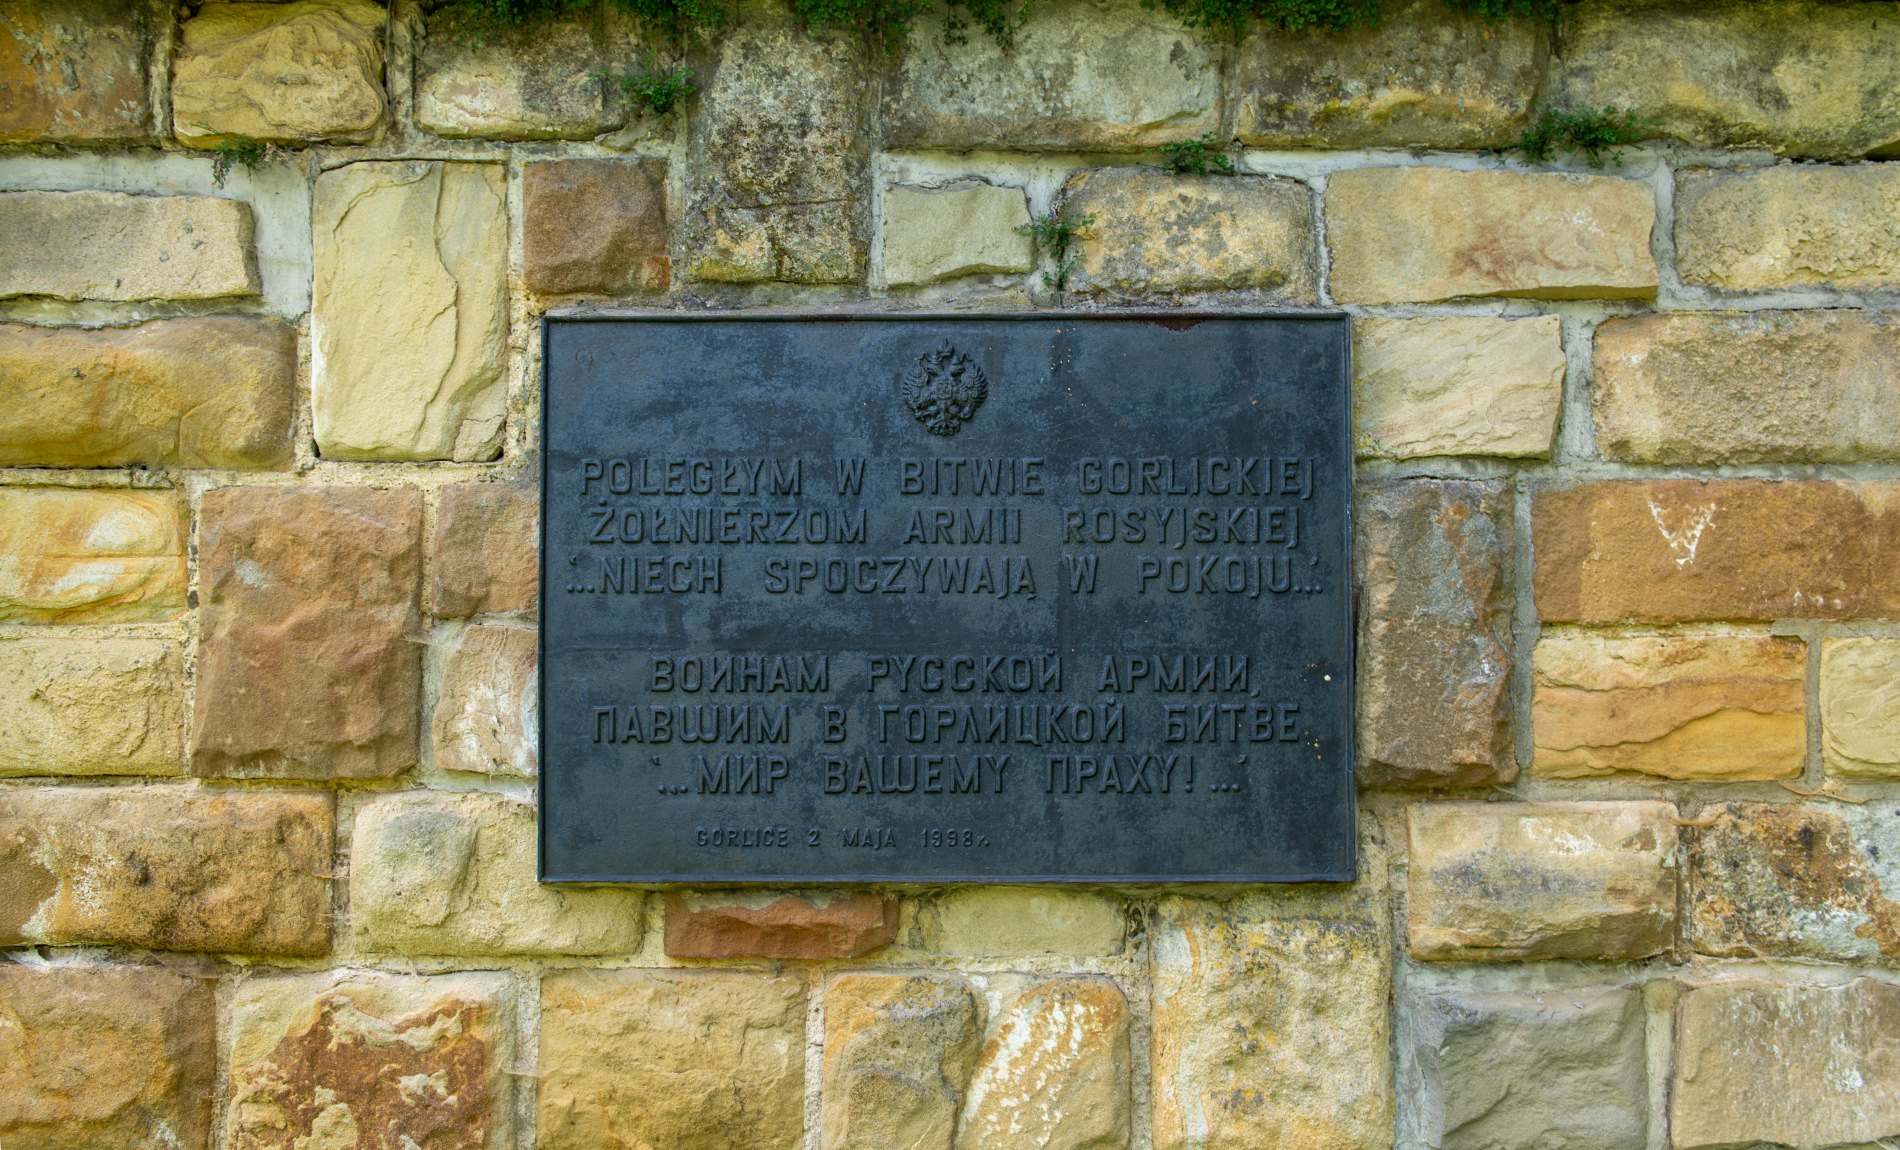 POLEGŁYM W BITWIE GORLICKIEJ
ŻOŁNIERZOM ARMII ROSYJSKIEJ
"...NIECH SPOCZYWAJĄ W POKOJU..."
ВОИНАМ РУССКОЙ АРМИИ,
ПАВШИМ В ГОРЛИЦКОЙ БИТВЕ
"...МИР ВАШЕМУ ПРАХУ!..."
GORLICE 2 MAJA 1998r.